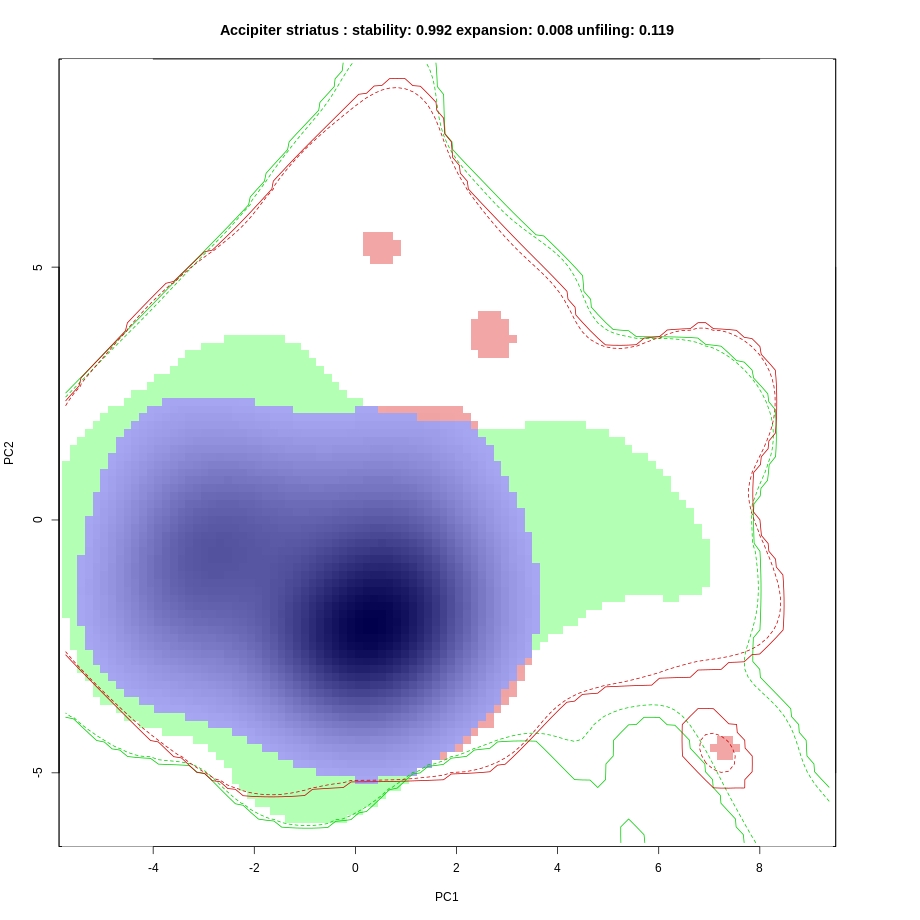 Accipiter striatus : stability: 0.992 expansion: 0.008 unfiling: 0.119
5
PC2
0
-5
-4 -2 0 2 4 6 8
PC1